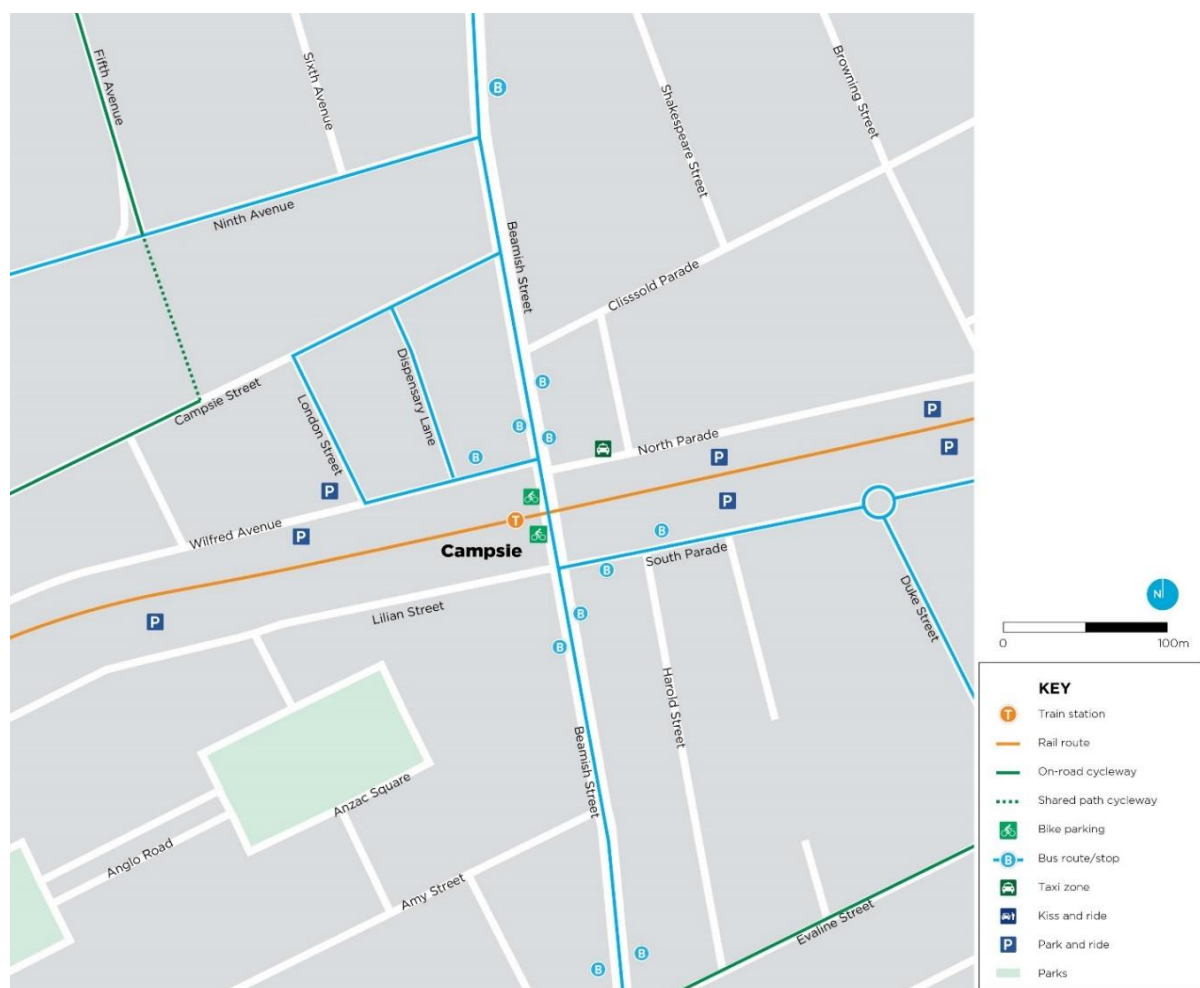 Fifth Avenue
Sixth Avenue
B
Shakespeare Street
Browning Street
Ninth Avenue
Beamish Street
Clisssold Parade
Campsie Street
Dispensary Lane
London Street
B
B
B
B
North Parade
P
P
P
P
P
P
Wilfred Avenue
T
Campsie
P
B
South Parade
B
Duke Street
N
P
Lilian Street
B
B
0
100m
Harold Street
Beamish Street
Anzac Square
Anglo Road
Amy Street
Evaline Street
B
B
KEY
T Train station
Rail route
On-road cycleway
Shared path cycleway
Bike parking
B Bus route/stop
Taxi zone
Kiss and ride
P Park and ride
Parks